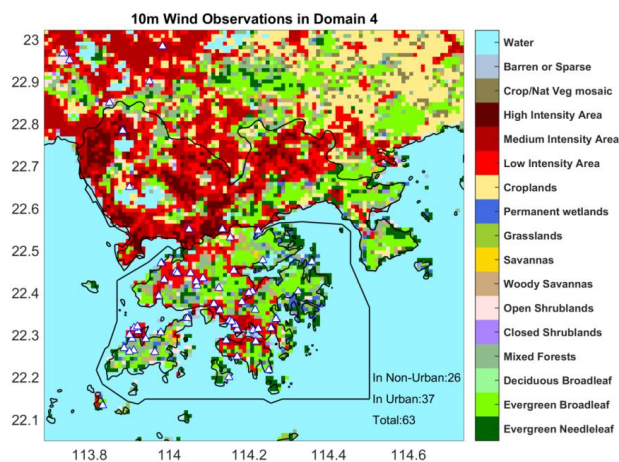 10m Wind Observations in Domain 4
23
22.9
22.8
22.7
22.6
22.5
22.4
22.3
22.2
22.1
113.8
114
114.2
114.4
114.6
In Non-Urban:26
In Urban:37
Total:63
Water
Barren or Sparse
Crop/Nat Veg mosaic
High Intensity Area
Medium Intensity Area
Low Intensity Area
Croplands
Permanent wetlands
Grasslands
Savannas
Woody Savannas
Open Shrublands
Closed Shrublands
Mixed Forests
Deciduous Broadleaf
Evergreen Broadleaf
Evergreen Needleleaf